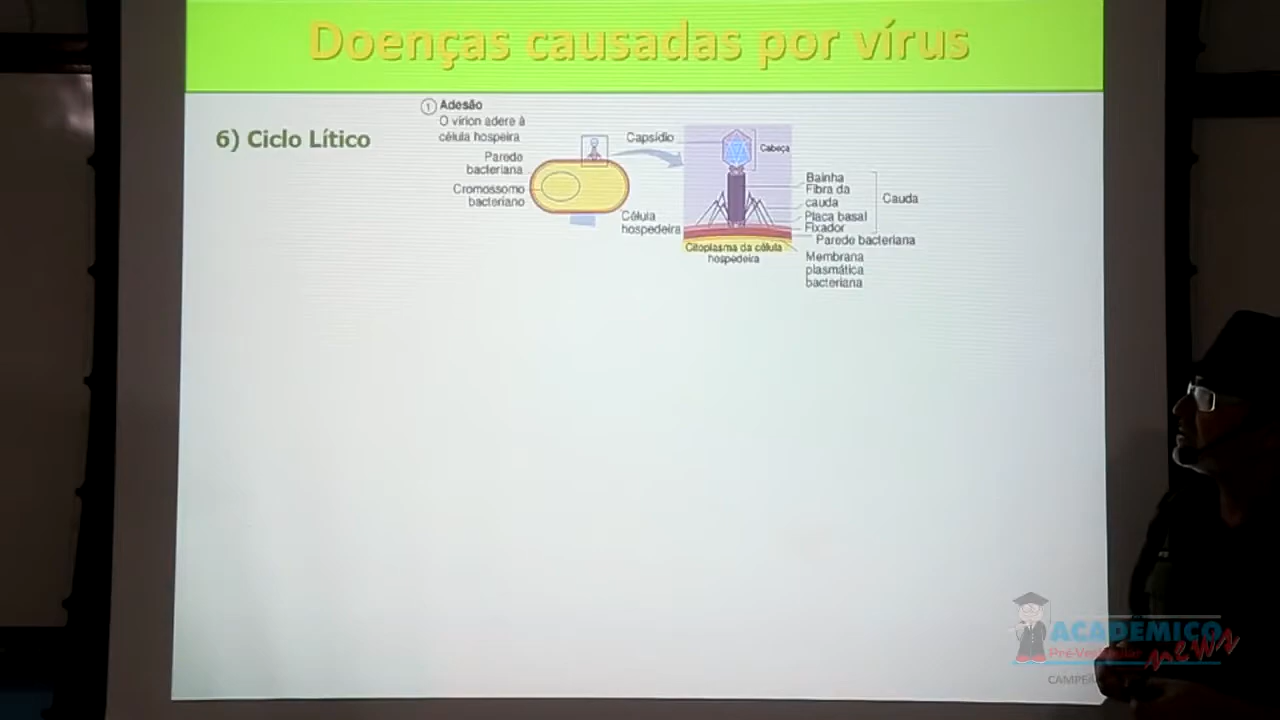 Doenças causadas por vírus
6) Ciclo Lítico
1 Adesão
O vírion adere à
célula hospeira
Parede
bacteriana
Cromossomo
bacteriano
Célula
hospedeira
Capsídio
Cabeça
Bainha
Fibra da
cauda
Placa basal
Fixador
Cauda
Parede bacteriana
Citoplasma da célula
hospedeira
Membrana
plasmática
bacteriana
ACADÊMICO
Pré-Vestibular
news